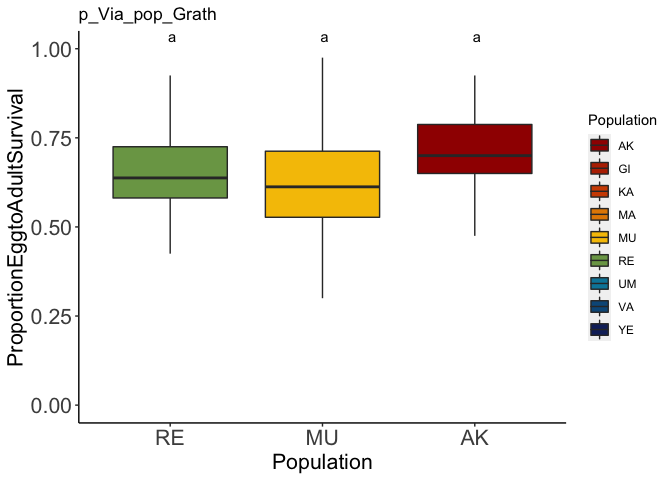 p_Via_pop_Grath
a a a
1.00
0.75
0.50
0.25
0.00
ProportionEggtoAdultSurvival
RE MU AK
Population
Population
AK
GI
KA
MA
MU
RE
UM
VA
YE